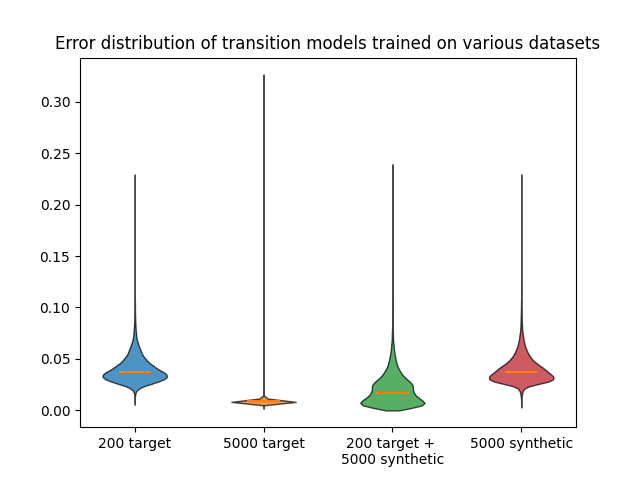 Error distribution of transition models trained on various datasets
0.30
0.25
0.20
0.15
0.10
0.05
0.00
200 target
5000 target
200 target +
5000 synthetic
5000 synthetic